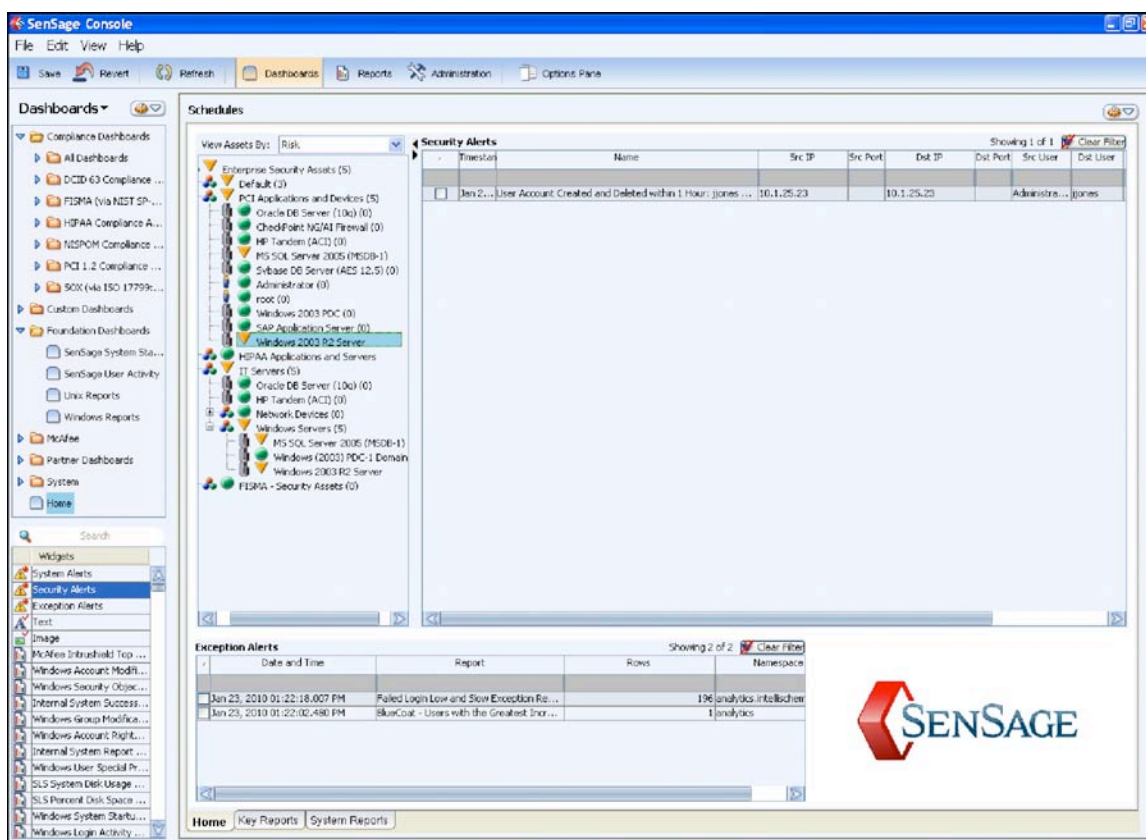 SenSage Console
File Edit View Help
Save Revert Refresh Dashboards Reports Administration Options Pane
Dashboards
Compliance Dashboards
All Dashboards
DCID 63 Compliance ...
FISMA (via NIST SP-...
HIPAA Compliance A...
NISPOM Compliance ...
PCI 1.2 Compliance ...
SOX (via ISO 17799:...
Custom Dashboards
Foundation Dashboards
SenSage System Sta...
SenSage User Activity
Unix Reports
Windows Reports
McAfee
Partner Dashboards
System
Home
Search
Widgets
System Alerts
Security Alerts
Exception Alerts
Text
Image
McAfee Intrushield Top ...
Windows Account Modifi...
Windows Security Objec...
Internal System Success...
Windows Group Modifica...
Windows Account Right...
Internal System Report ...
Windows User Special Pr...
SLS System Disk Usage ...
SLS Percent Disk Space ...
Windows System Startu...
Windows Login Activity ...
Schedules
View Assets By: Risk
Enterprise Security Assets (5)
Default (3)
PCI Applications and Devices (5)
Oracle DB Server (10g) (0)
CheckPoint NG/AI Firewall (0)
HP Tandem (ACI) (0)
MS SQL Server 2005 (MSDB-1)
Sybase DB Server (AES 12.5) (0)
Administrator (0)
root (0)
Windows 2003 PDC (0)
SAP Application Server (0)
Windows 2003 R2 Server
HIPAA Applications and Servers
IT Servers (5)
Oracle DB Server (10g) (0)
HP Tandem (ACI) (0)
Network Devices (0)
Windows Servers (5)
MS SQL Server 2005 (MSDB-1)
Windows (2003) PDC-1 Domain
Windows 2003 R2 Server
FISMA - Security Assets (0)
Security Alerts Showing 1 of 1 Clear Filter
Timestan Name Src IP Src Port Dst IP Dst Port Src User Dst User
Jan 2... User Account Created and Deleted within 1 Hour: jjones ... 10.1.25.23 10.1.25.23 Administra... jjones
Exception Alerts Showing 2 of 2 Clear Filter
Date and Time Report Rows Namespace
Jan 23, 2010 01:22:18.007 PM Failed Login Low and Slow Exception Re... 196 analytics.intellischem
Jan 23, 2010 01:22:02.480 PM BlueCoat - Users with the Greatest Incr... 1 analytics
SENSAGE
Home Key Reports System Reports